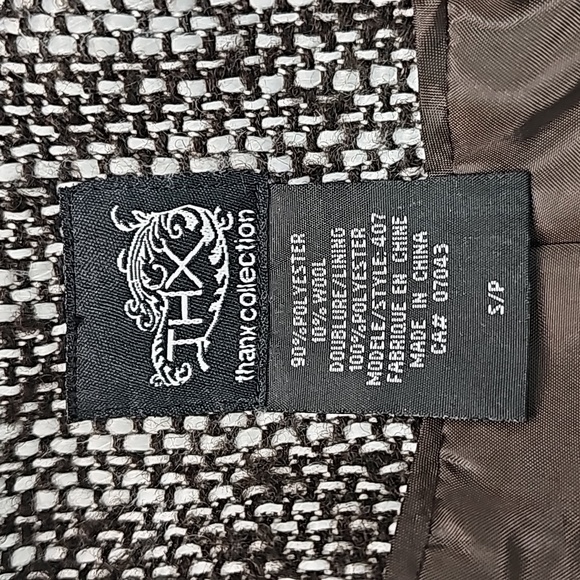 THX
thanx collection
90%POLYESTER
10% WOOL
DOUBLURE/LINING
100%POLYESTER
MODELE/STYLE.407
FABRIQUE EN CHINE
MADE IN CHINA
CA# 07043
S/P